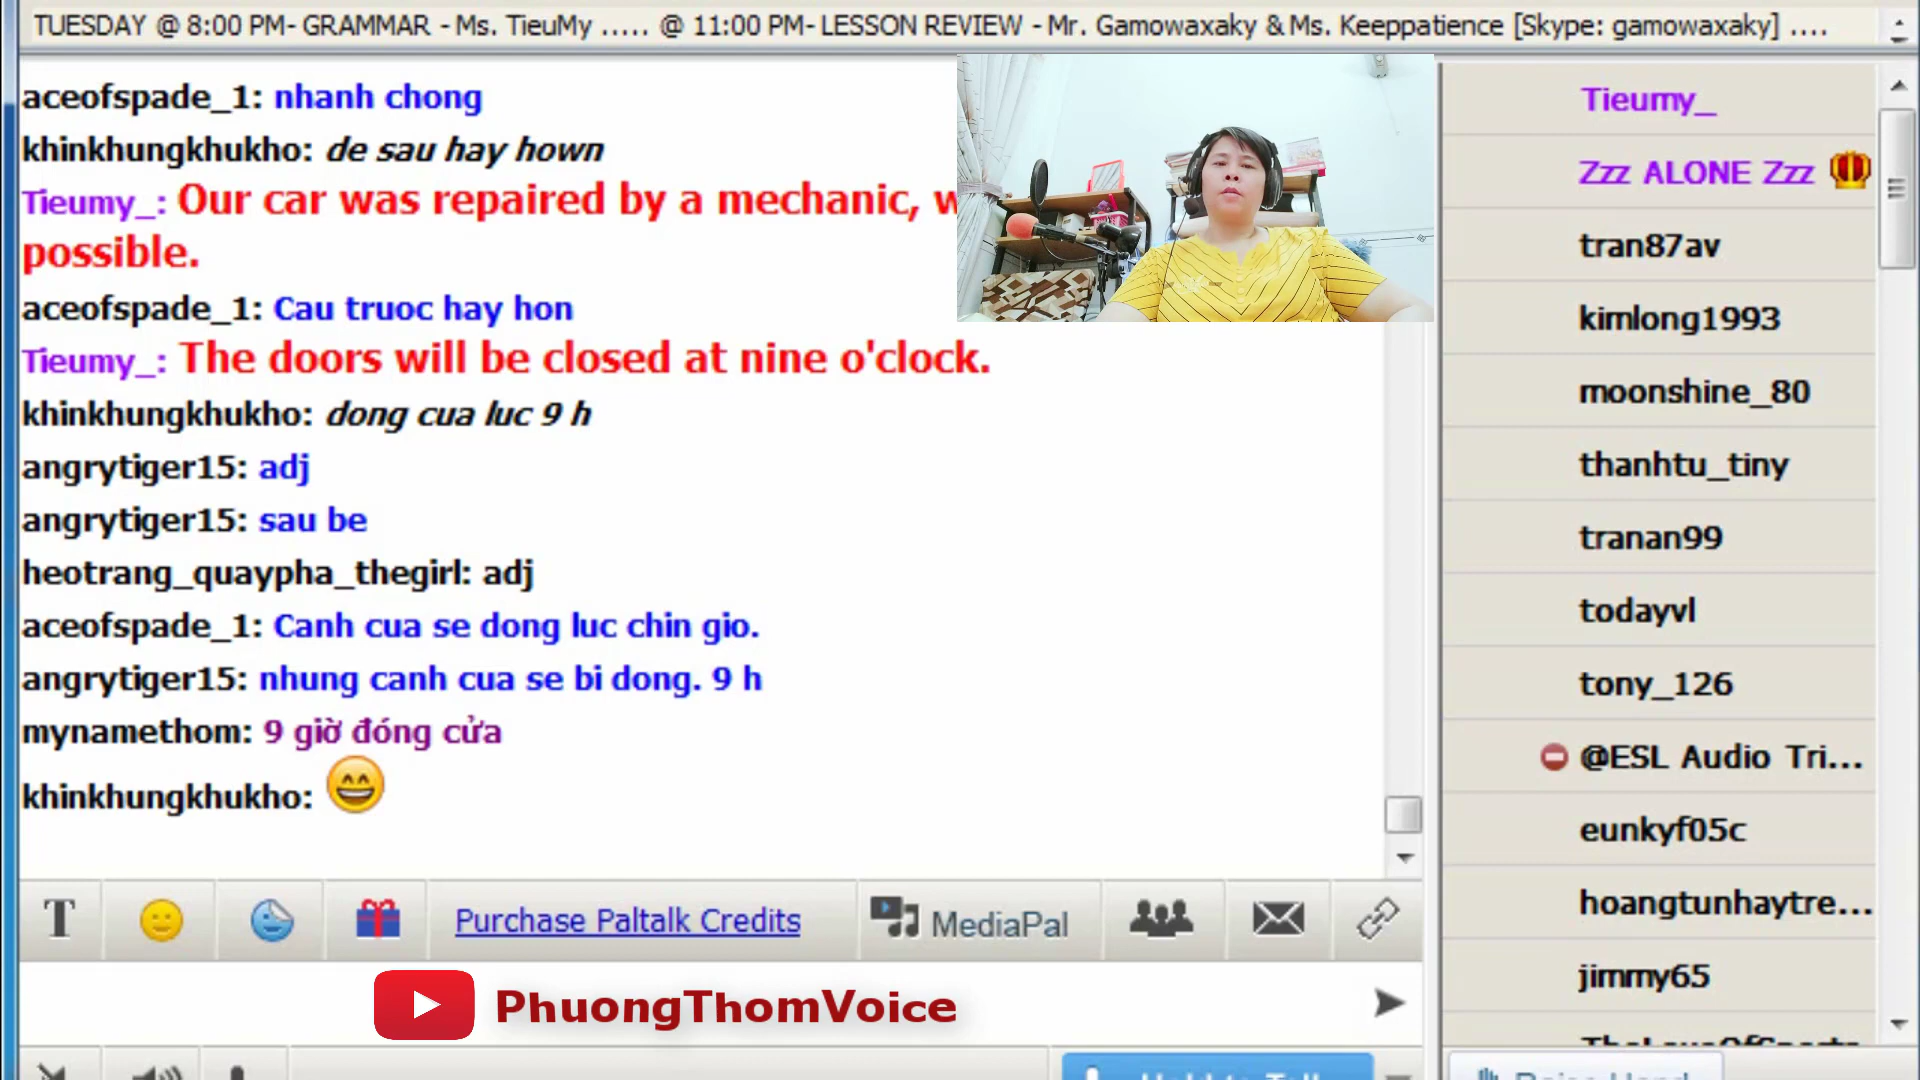 TUESDAY @ 8:00 PM- GRAMMAR - Ms. TieuMy ..... @ 11:00 PM- LESSON REVIEW - Mr. Gamowaxaky & Ms. Keeppatience [Skype: gamowaxaky] ....
aceofspade_1: nhanh chong
khinkhungkhukho: de sau hay hown
Tieumy_: Our car was repaired by a mechanic,
possible.
aceofspade_1: Cau truoc hay hon
Tieumy_: The doors will be closed at nine o'clock.
khinkhungkhukho: dong cua luc 9 h
angrytiger15: adj
angrytiger15: sau be
heotrang_quaypha_thegirl: adj
aceofspade_1: Canh cua se dong luc chin gio.
angrytiger15: nhung canh cua se bi dong. 9 h
mynamethom: 9 giờ đóng cửa
khinkhungkhukho:
T
Purchase Paltalk Credits
MediaPal
PhuongThomVoice
Tieumy_
Zzz ALONE Zzz
tran87av
kimlong1993
moonshine_80
thanhtu_tiny
tranan99
todayvl
tony_126
@ESL Audio Tri...
eunkyf05c
hoangtunhaytre...
jimmy65